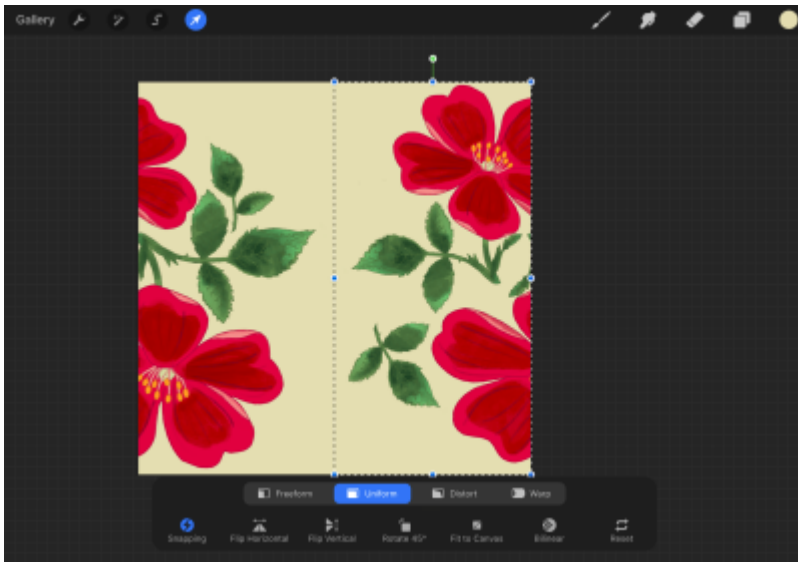 Gallery
Freeform Uniform Distort Warp
Snapping Flip Horizontal Flip Vertical Rotate 45° Fit to Canvas Bilinear Reset